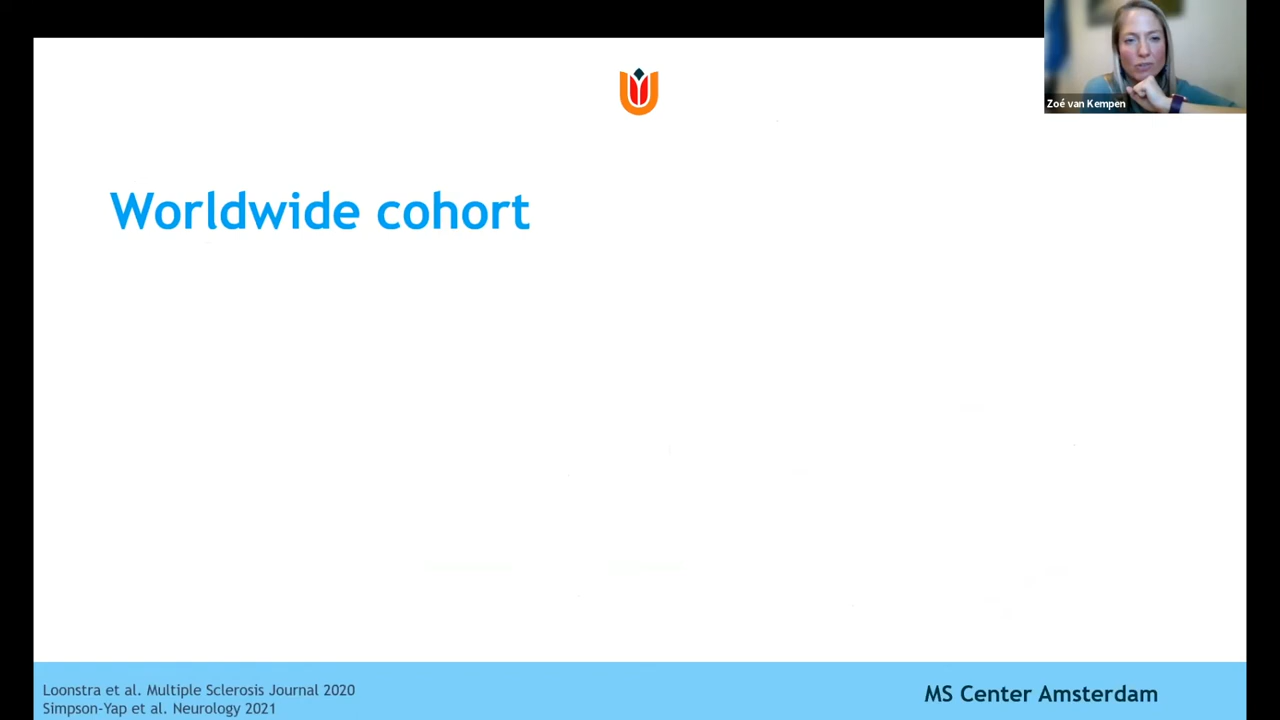 Zoé van Kempen
Worldwide cohort
Loonstra et al. Multiple Sclerosis Journal 2020
Simpson-Yap et al. Neurology 2021
MS Center Amsterdam